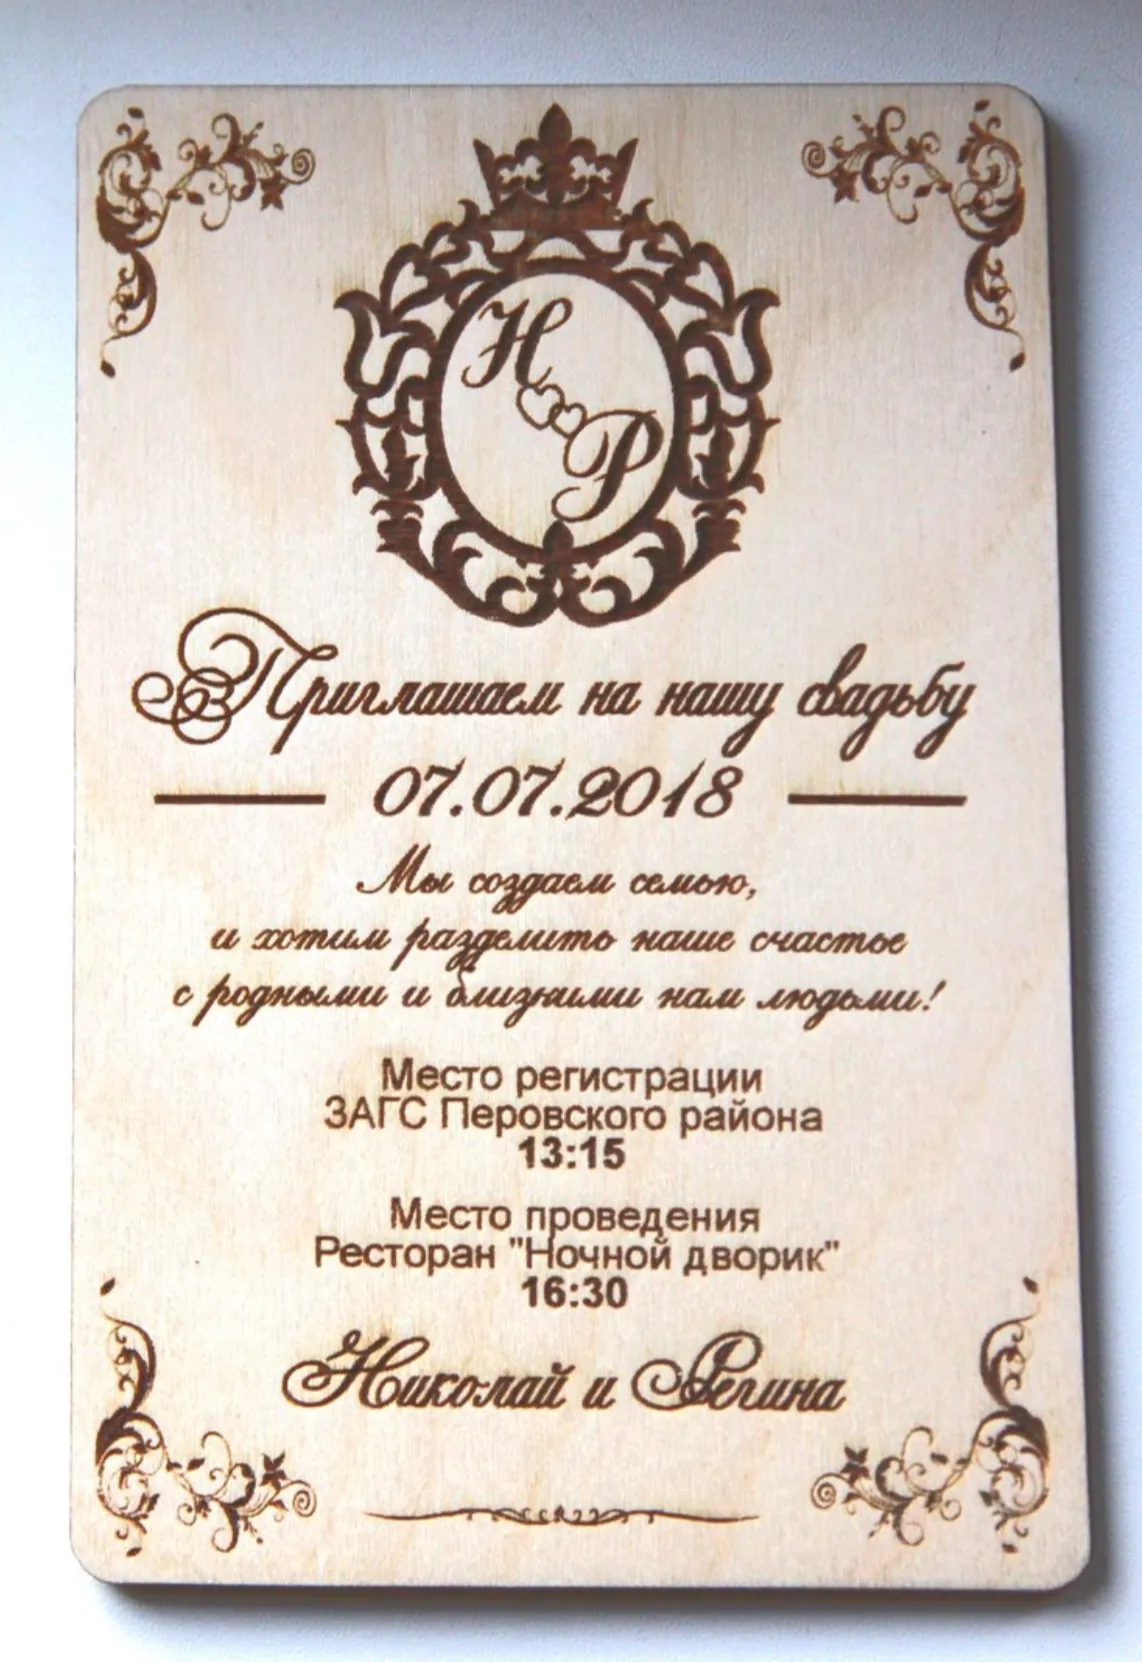 Н
Р
Приглашаем на нашу свадьбу
07.07.2018
Мы создаем семью,
и хотим разделить наше счастье
с родными и близкими нам людьми!
Место регистрации
ЗАГС Перовского района
13:15
Место проведения
Ресторан "Ночной дворик"
16:30
Николай и Регина